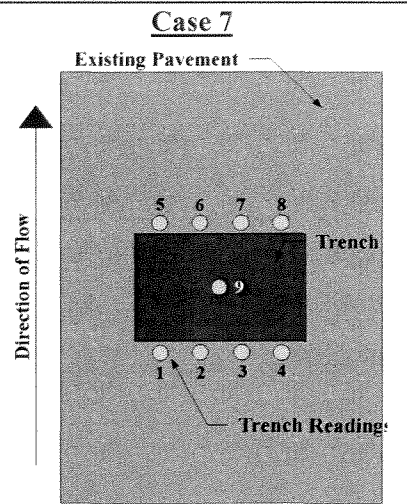 Case 7
Existing Pavement
Direction of Flow
5 6 7 8
Trench
9
1 2 3 4
Trench Readings